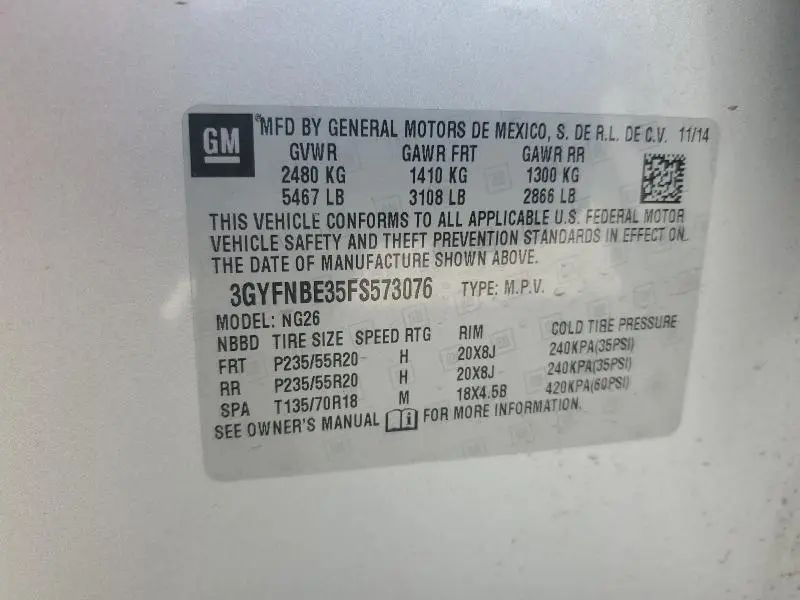 GM
® MFD BY GENERAL MOTORS DE MEXICO, S. DE R.L. DE C.V. 11/14
GVWR GAWR FRT GAWR RR
2480 KG 1410 KG 1300 KG
5467 LB 3108 LB 2866 LB
THIS VEHICLE CONFORMS TO ALL APPLICABLE U.S. FEDERAL MOTOR
VEHICLE SAFETY AND THEFT PREVENTION STANDARDS IN EFFECT ON
THE DATE OF MANUFACTURE SHOWN ABOVE.
3GYFNBE35FS573076 TYPE: M.P.V.
MODEL: NG26
NBBD TIRE SIZE SPEED RTG RIM COLD TIRE PRESSURE
FRT P235/55R20 H 20X8J 240KPA(35PSI)
RR P235/55R20 H 20X8J 240KPA(35PSI)
SPA T135/70R18 M 18X4.5B 420KPA(60PSI)
SEE OWNER'S MANUAL i FOR MORE INFORMATION.